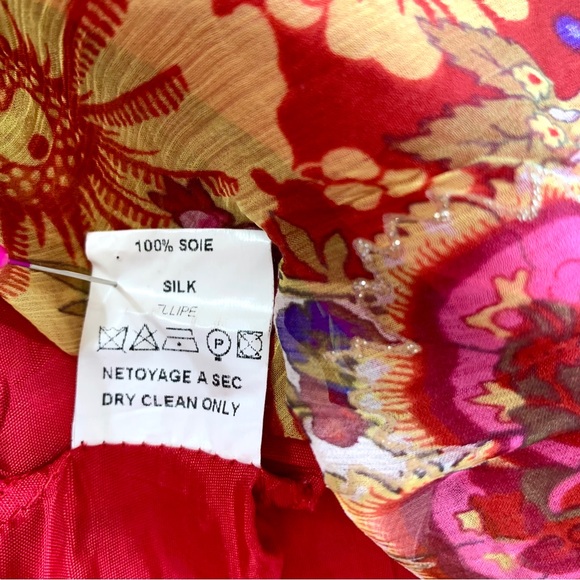 100% SOIE
SILK
P
NETOYAGE A SEC
DRY CLEAN ONLY